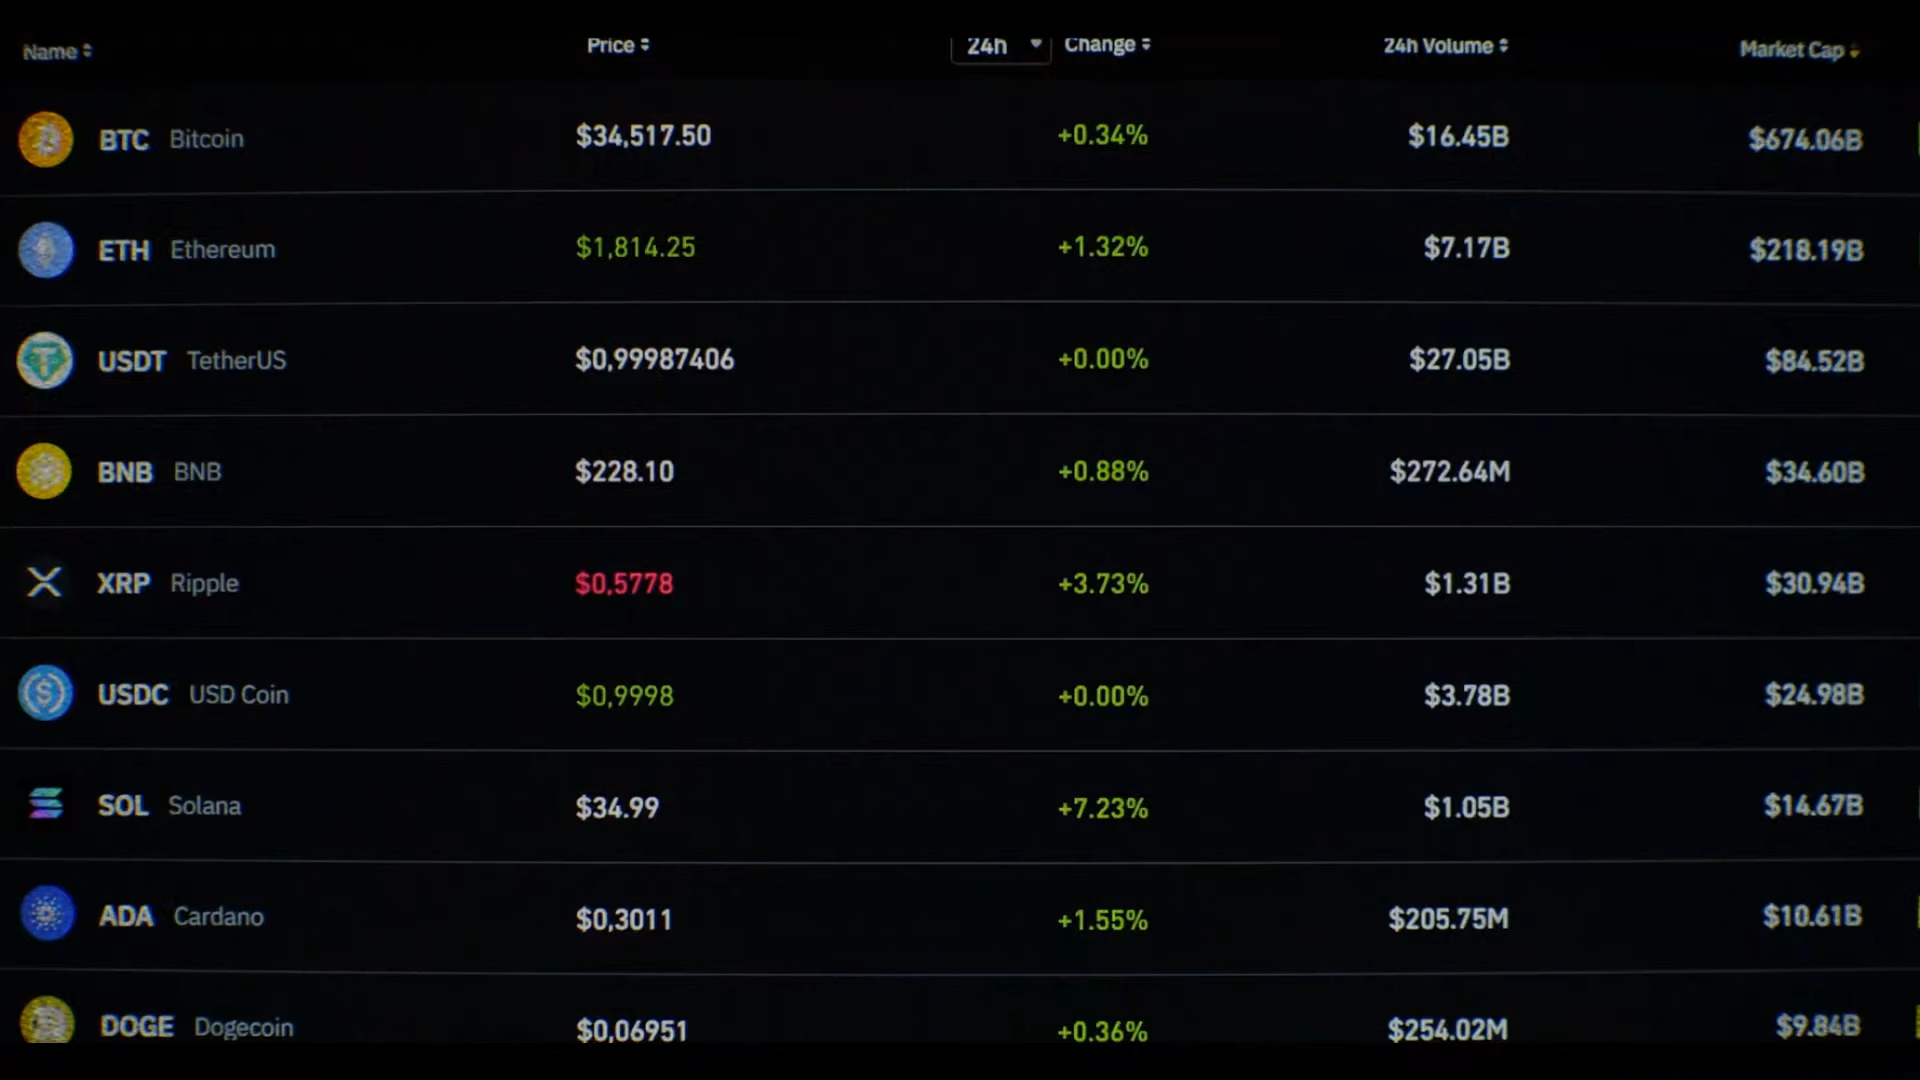 Name Price 24h Change 24h Volume Market Cap
BTC Bitcoin $34,517.50 +0.34% $16.45B $674.06B
ETH Ethereum $1,814.25 +1.32% $7.17B $218.19B
USDT TetherUS $0,99987406 +0.00% $27.05B $84.52B
BNB BNB $228.10 +0.88% $272.64M $34.60B
XRP Ripple $0,5778 +3.73% $1.31B $30.94B
USDC USD Coin $0,9998 +0.00% $3.78B $24.98B
SOL Solana $34.99 +7.23% $1.05B $14.67B
ADA Cardano $0,3011 +1.55% $205.75M $10.61B
DOGE Dogecoin $0,06951 +0.36% $254.02M $9.84B